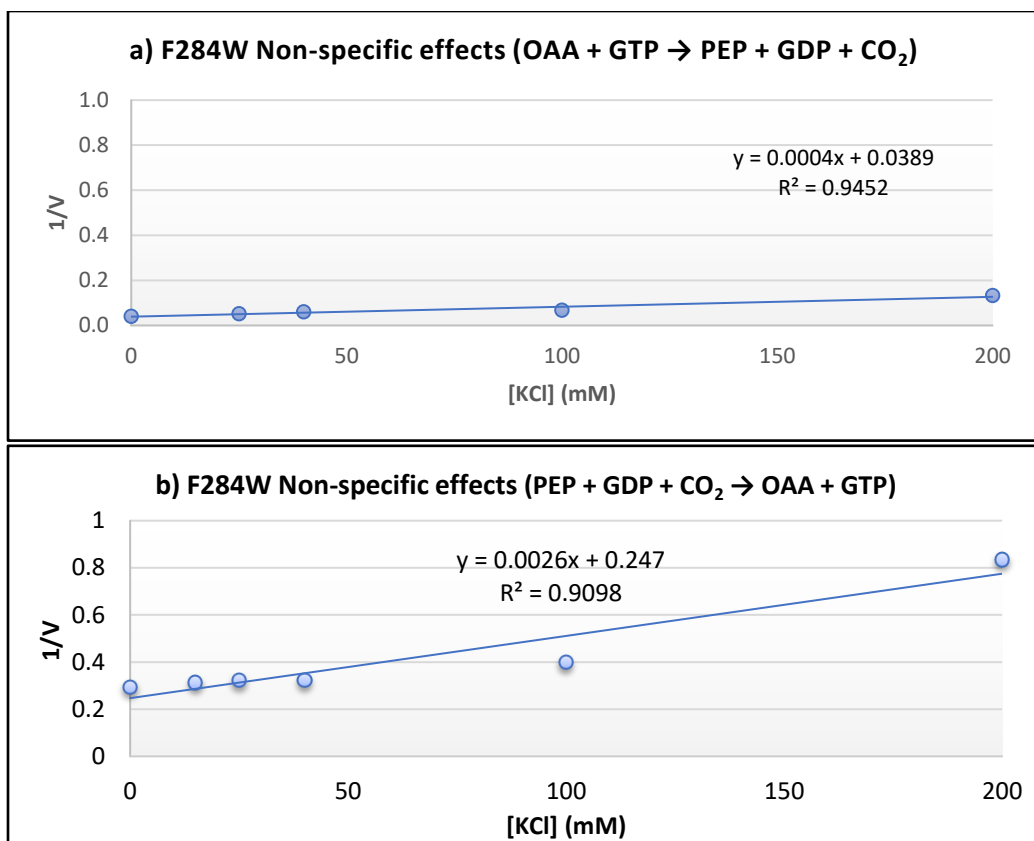 a) F284W Non-specific effects (OAA + GTP → PEP + GDP + CO₂)
1.0
0.8
y = 0.0004x + 0.0389
R² = 0.9452
0.6
1/V
0.4
0.2
0.0
0 50 100 150 200
[KCl] (mM)
b) F284W Non-specific effects (PEP + GDP + CO₂ → OAA + GTP)
1
y = 0.0026x + 0.247
R² = 0.9098
0.8
0.6
1/V
0.4
0.2
0
0 50 100 150 200
[KCl] (mM)